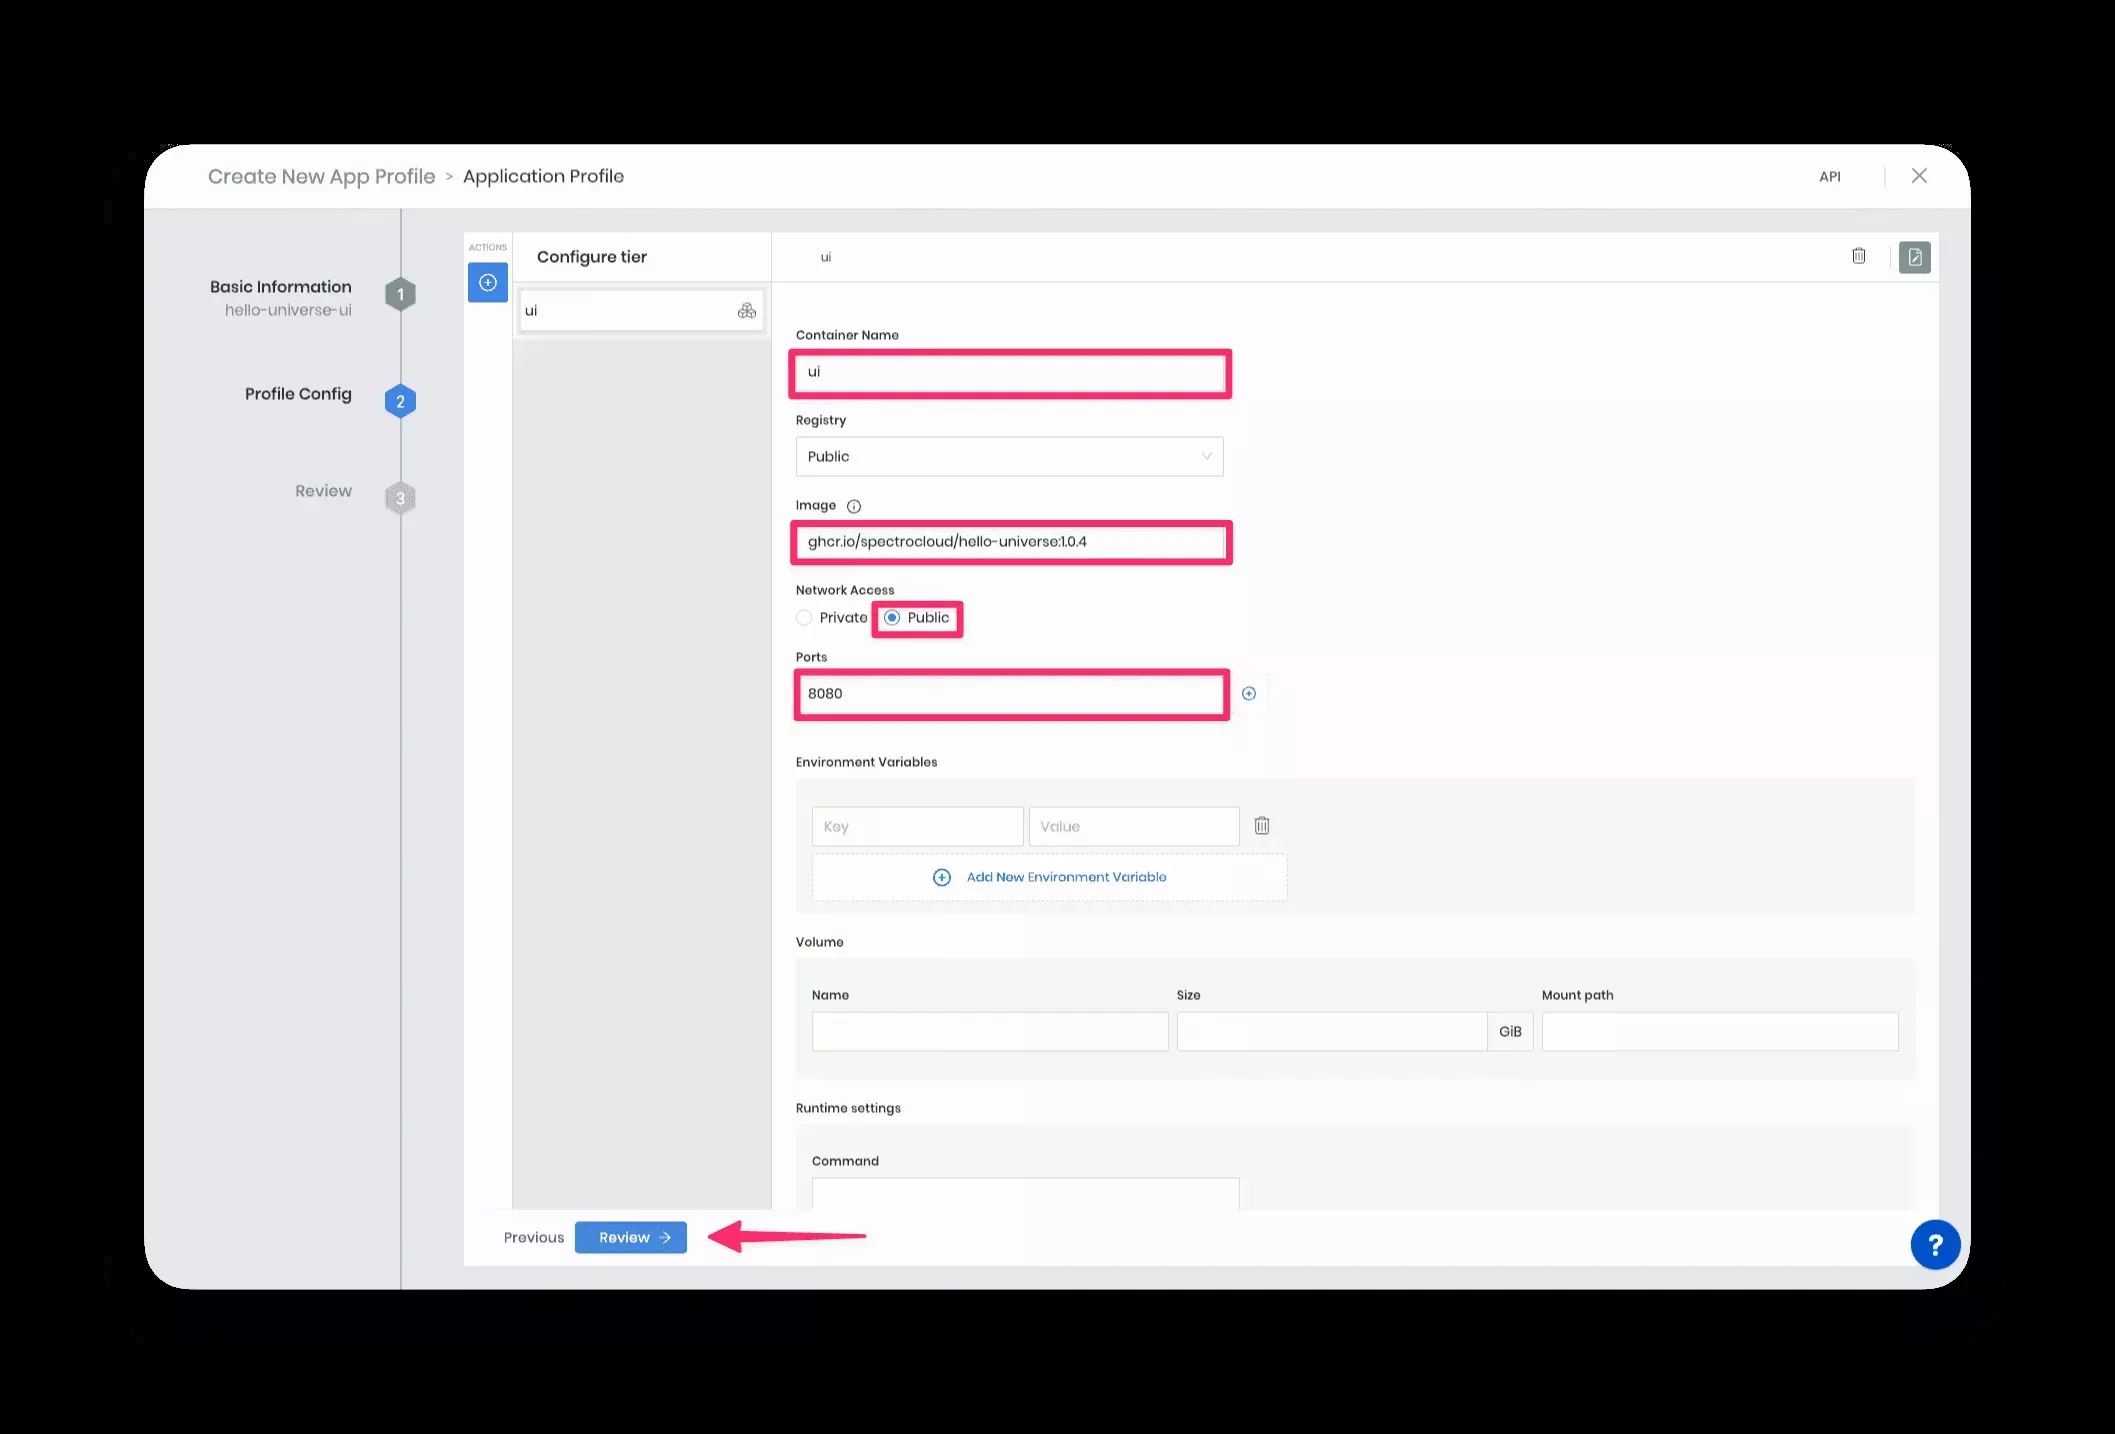 Create New App Profile > Application Profile
API
Basic Information
hello-universe-ui
1
Profile Config
2
Review
3
ACTIONS
Configure tier
ui
ui
Container Name
ui
Registry
Public
Image
ghcr.io/spectrocloud/hello-universe:1.0.4
Network Access
Private Public
Ports
8080
Environment Variables
Key Value
Add New Environment Variable
Volume
Name Size Mount path
GiB
Runtime settings
Command
Previous Review →
?